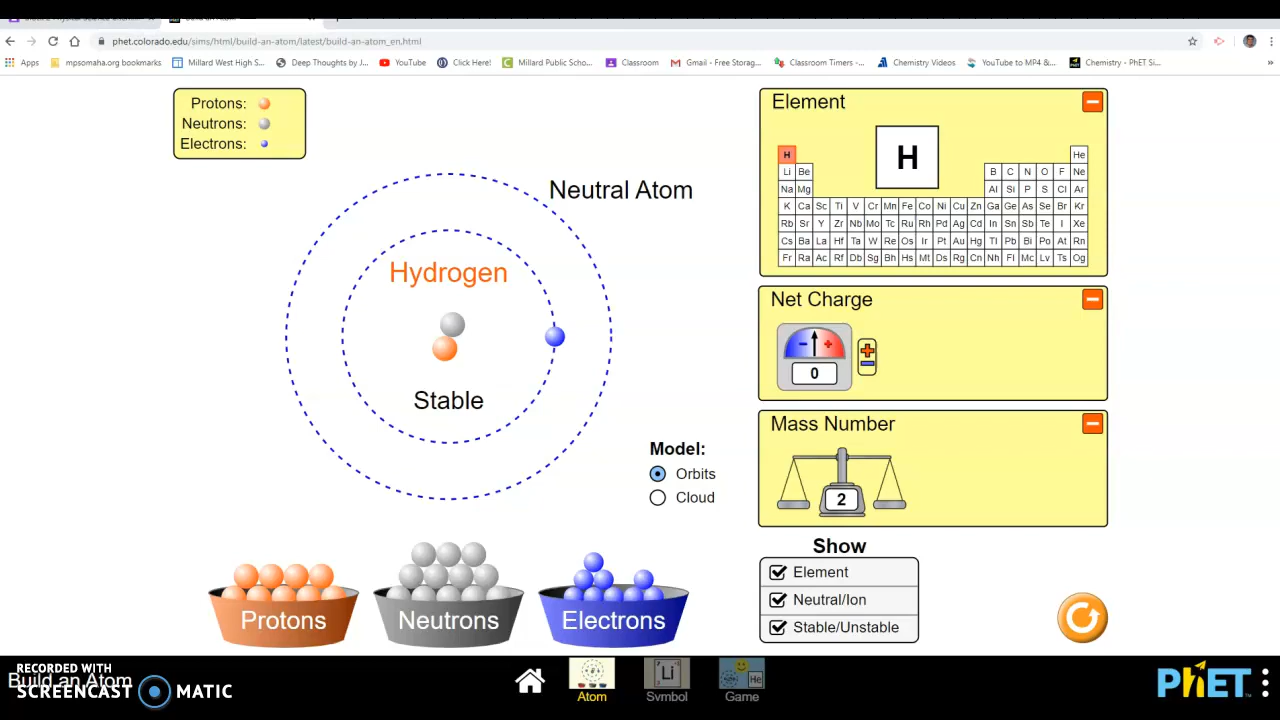 phet.colorado.edu/sims/html/build-an-atom/latest/build-an-atom_en.html
Apps mpsomaha.org bookmarks Millard West High S... Deep Thoughts by J... YouTube Click Here! Millard Public Scho... Classroom Gmail - Free Storag... Classroom Timers -... Chemistry Videos YouTube to MP4 &... Chemistry - PhET Si... »
Protons:
Neutrons:
Electrons:
Neutral Atom
Hydrogen
Stable
Model:
Orbits
Cloud
Protons
Neutrons
Electrons
Element
H
H He
Li Be B C N O F Ne
Na Mg Al Si P S Cl Ar
K Ca Sc Ti V Cr Mn Fe Co Ni Cu Zn Ga Ge As Se Br Kr
Rb Sr Y Zr Nb Mo Tc Ru Rh Pd Ag Cd In Sn Sb Te I Xe
Cs Ba La Hf Ta W Re Os Ir Pt Au Hg Tl Pb Bi Po At Rn
Fr Ra Ac Rf Db Sg Bh Hs Mt Ds Rg Cn Nh Fl Mc Lv Ts Og
Net Charge
- +
0
+
-
Mass Number
2
Show
Element
Neutral/Ion
Stable/Unstable
RECORDED WITH
Build an Atom
SCREENCAST MATIC
Li
He
Atom Symbol Game
PhET